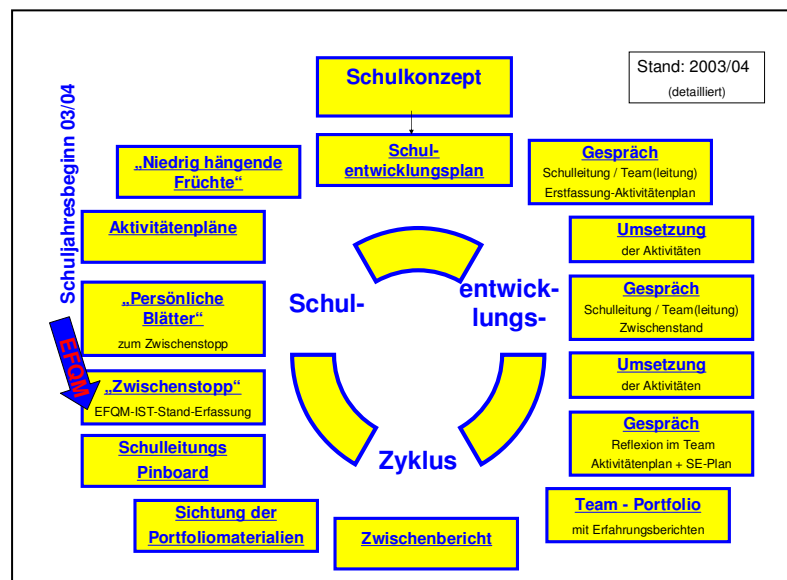 Schulkonzept
Stand: 2003/04
(detailliert)
Schuljahresbeginn 03/04
Schul-
entwicklungsplan
Gespräch
Schulleitung / Team(leitung)
Erstfassung-Aktivitätenplan
Umsetzung
der Aktivitäten
Gespräch
Schulleitung / Team(leitung)
Zwischenstand
Umsetzung
der Aktivitäten
Gespräch
Reflexion im Team
Aktivitätenplan + SE-Plan
Team - Portfolio
mit Erfahrungsberichten
Zwischenbericht
Sichtung der
Portfoliomaterialien
Schulleitungs
Pinboard
„Zwischenstopp“
EFQM-IST-Stand-Erfassung
EFQM
„Persönliche
Blätter“
zum Zwischenstopp
Aktivitätenpläne
„Niedrig hängende
Früchte“
Schul-
entwick-
lungs-
Zyklus